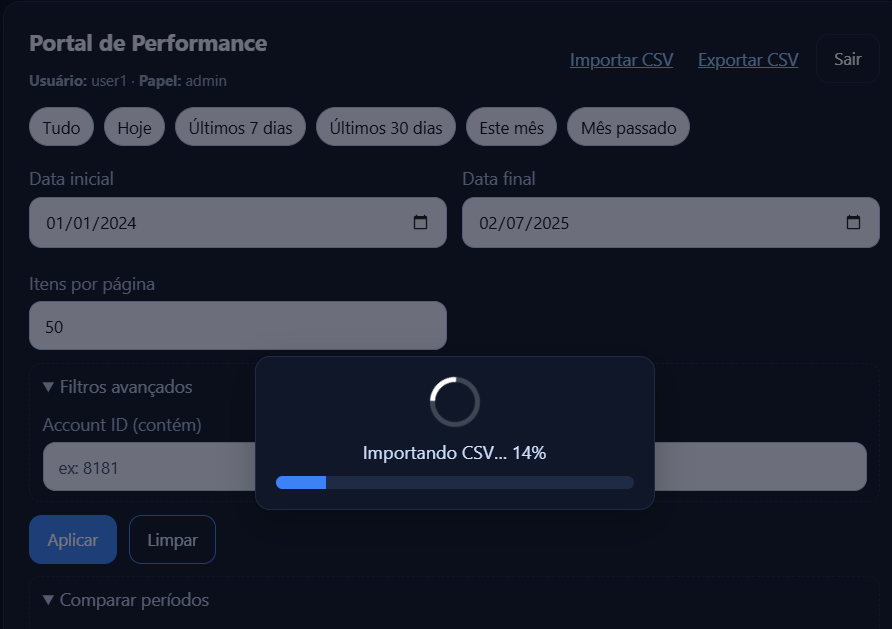 Portal de Performance
Importar CSV Exportar CSV Sair
Usuário: user1 · Papel: admin
Tudo Hoje Últimos 7 dias Últimos 30 dias Este mês Mês passado
Data inicial Data final
01/01/2024 02/07/2025
Itens por página
50
▼ Filtros avançados
Account ID (contém)
ex: 8181
Importando CSV... 14%
Aplicar Limpar
▼ Comparar períodos